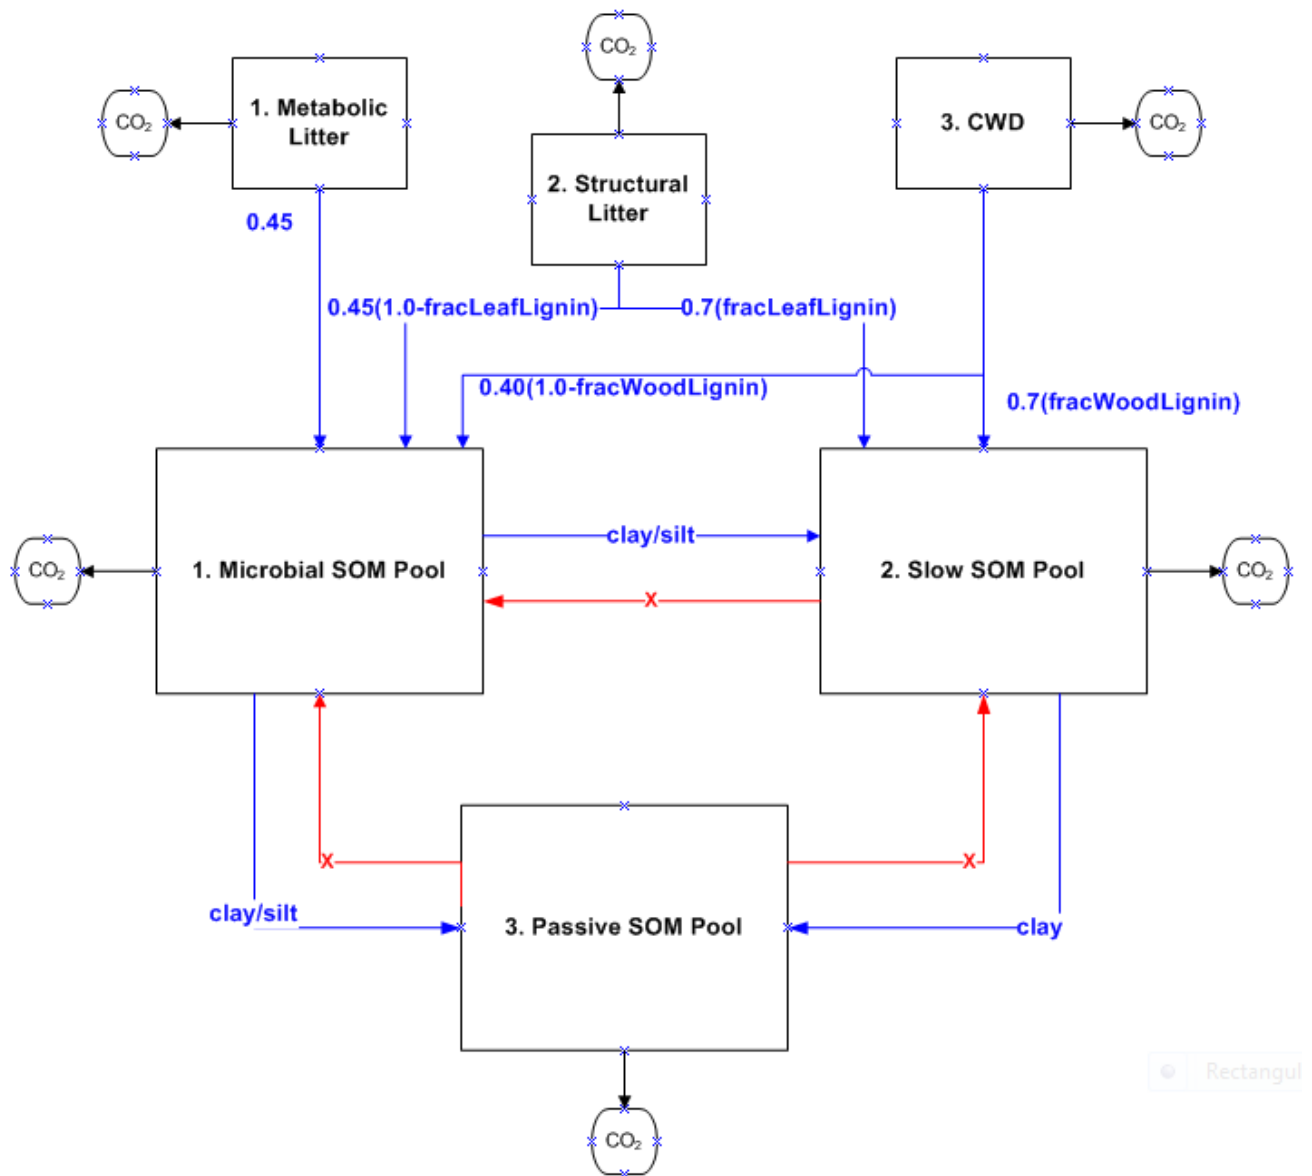 CO₂
1. Metabolic
Litter
CO₂
2. Structural
Litter
3. CWD
CO₂
0.45
0.45(1.0-fracLeafLignin)
0.7(fracLeafLignin)
0.40(1.0-fracWoodLignin)
0.7(fracWoodLignin)
CO₂
1. Microbial SOM Pool
clay/silt
X
2. Slow SOM Pool
CO₂
X
X
clay/silt
3. Passive SOM Pool
clay
CO₂
Rectangul